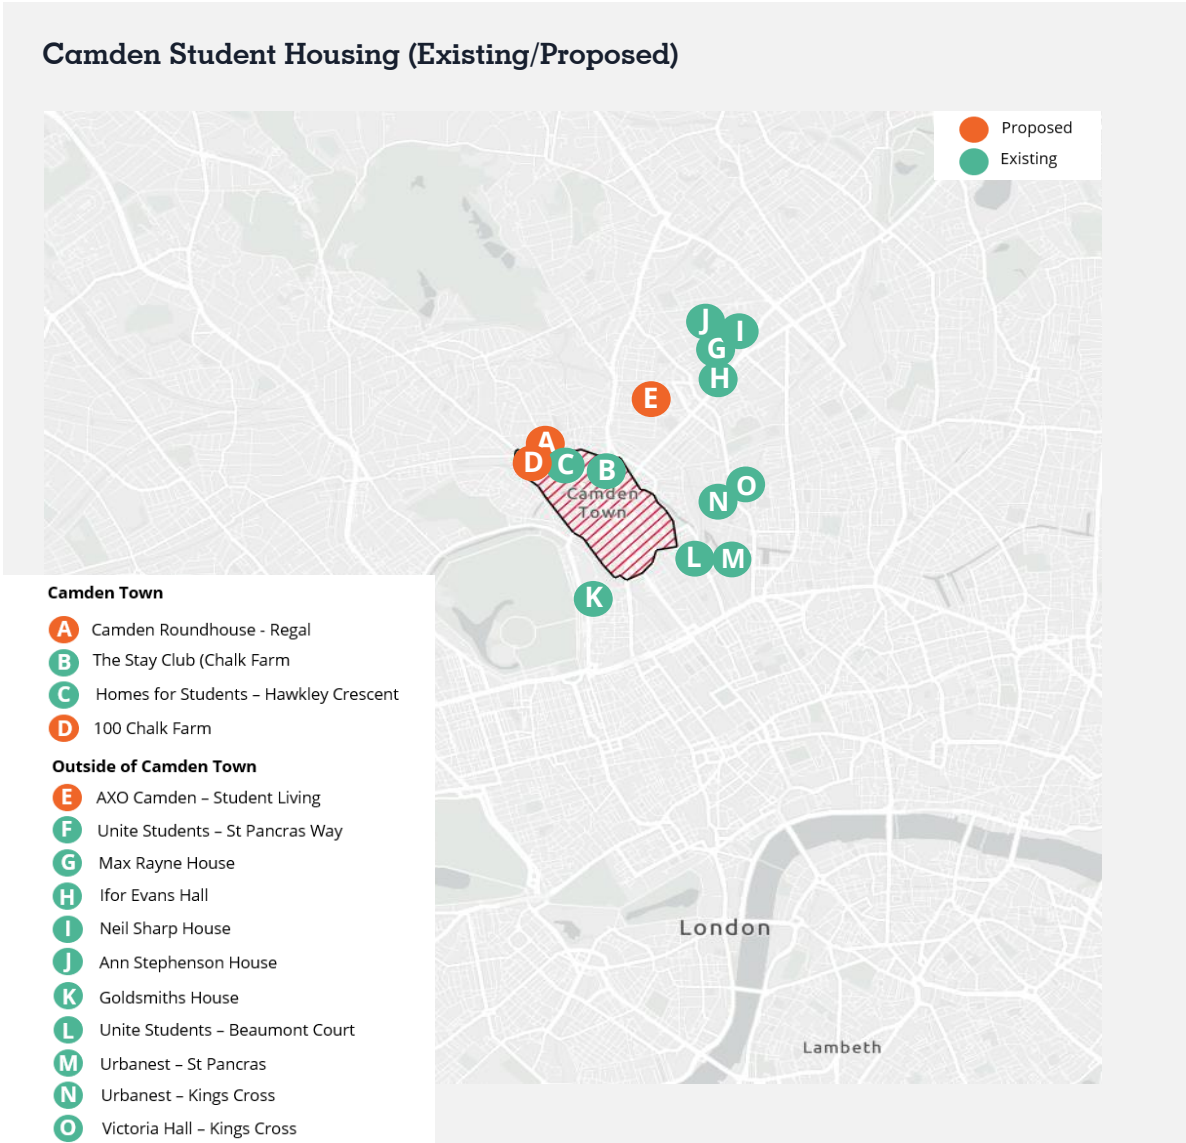 Camden Student Housing (Existing/Proposed)
Proposed
Existing
J
I
G
H
E
A
D
C
B
Camden
Town
O
N
L
M
K
London
Lambeth
Camden Town
A Camden Roundhouse - Regal
B The Stay Club (Chalk Farm
C Homes for Students – Hawkley Crescent
D 100 Chalk Farm
Outside of Camden Town
E AXO Camden – Student Living
F Unite Students – St Pancras Way
G Max Rayne House
H Ifor Evans Hall
I Neil Sharp House
J Ann Stephenson House
K Goldsmiths House
L Unite Students – Beaumont Court
M Urbanest – St Pancras
N Urbanest – Kings Cross
O Victoria Hall – Kings Cross